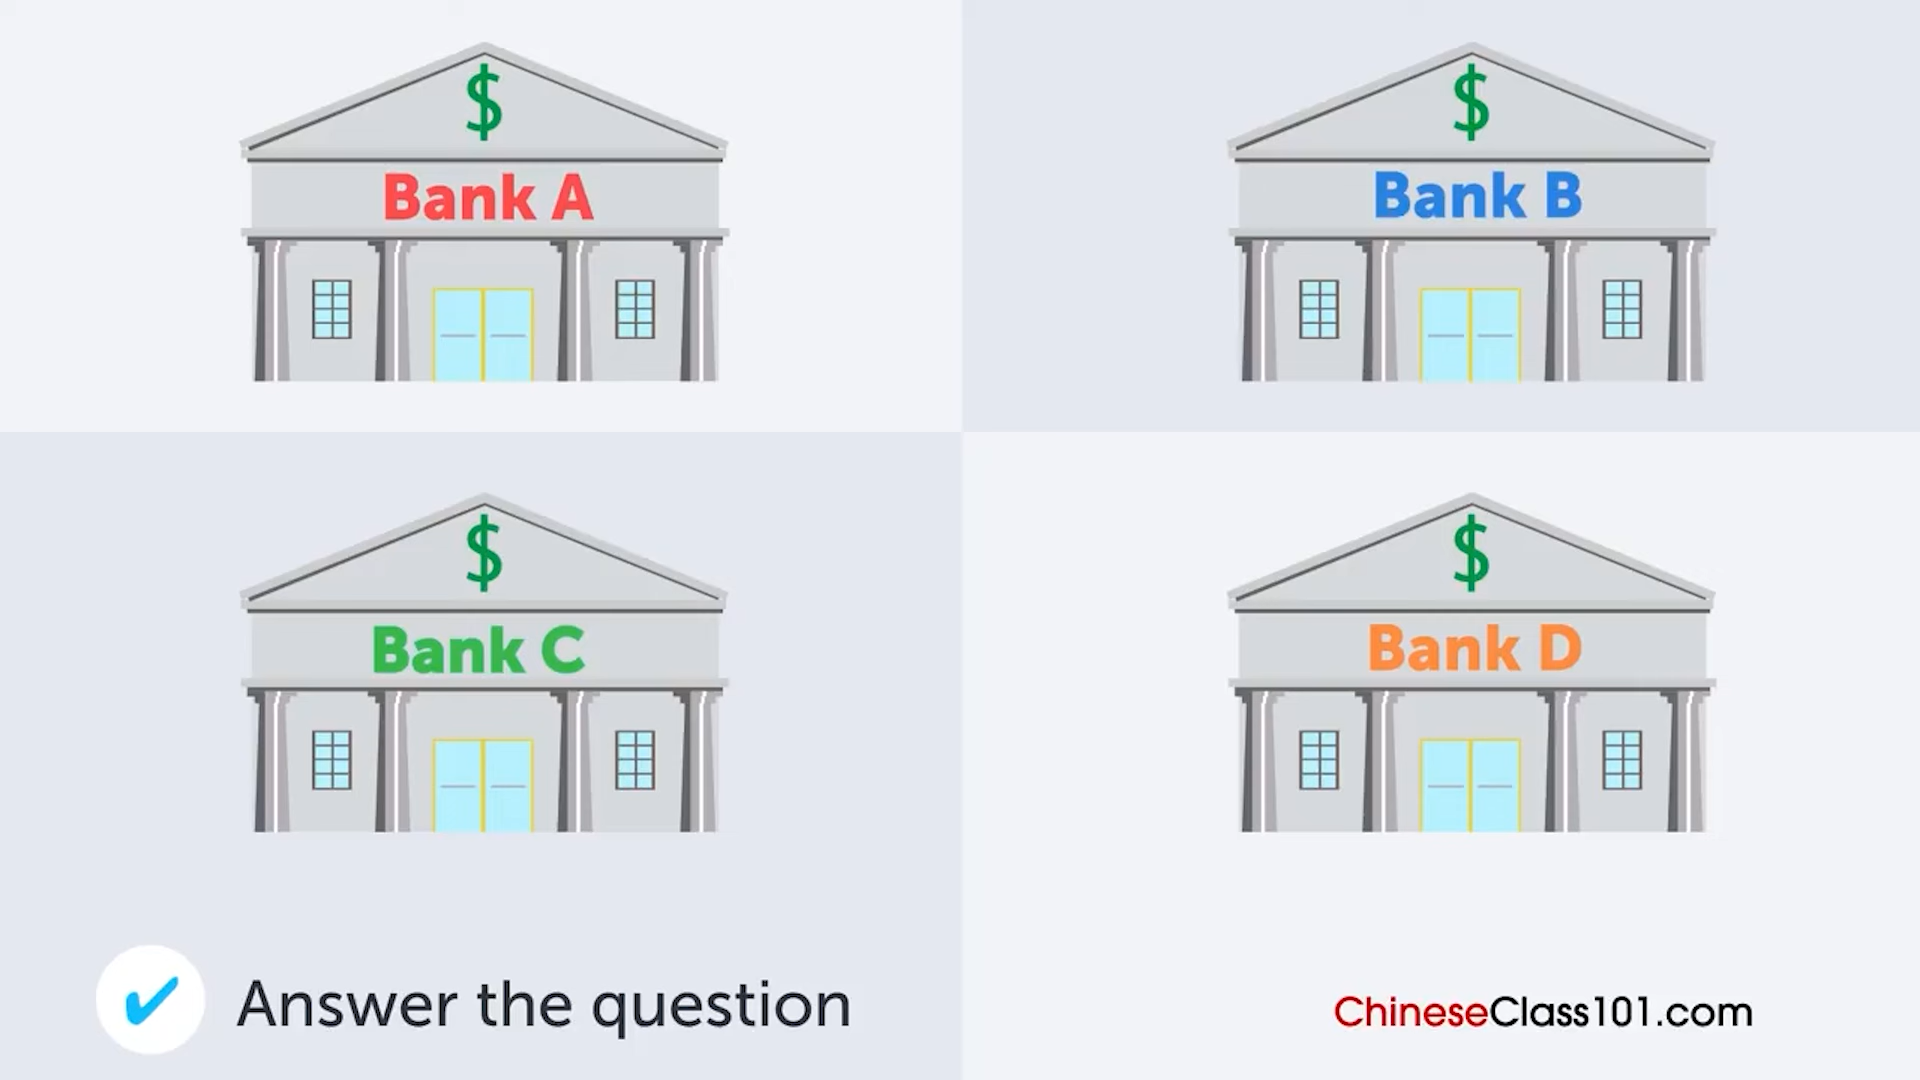 $
Bank A
$
Bank B
$
Bank C
$
Bank D
✔ Answer the question
ChineseClass101.com